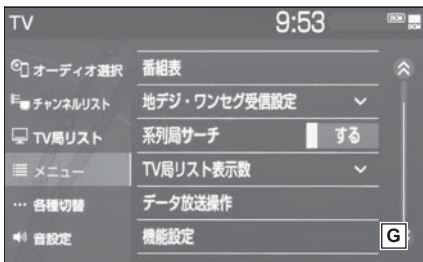 TV
9:53
オーディオ選択
チャンネルリスト
TV局リスト
メニュー
各種切替
音設定
番組表
地デジ・ワンセグ受信設定
系列局サーチ
する
TV局リスト表示数
データ放送操作
機能設定
G